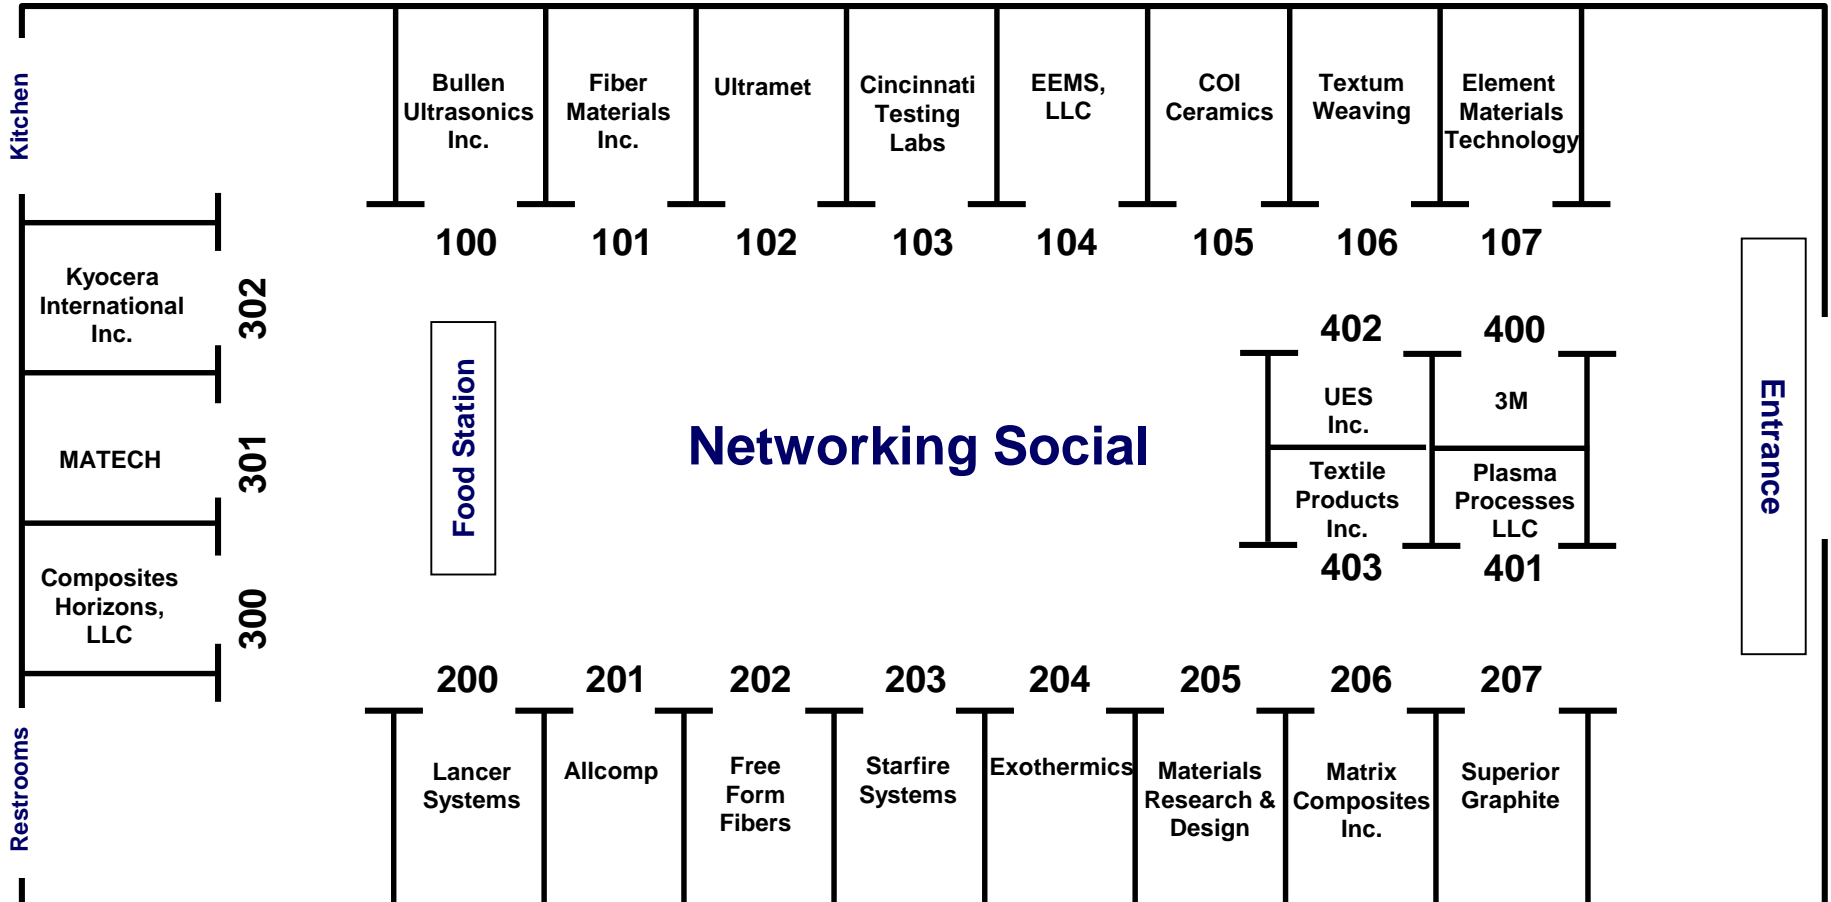 Kitchen
Bullen
Ultrasonics
Inc.
Fiber
Materials
Inc.
Ultramet
Cincinnati
Testing
Labs
EEMS,
LLC
COI
Ceramics
Textum
Weaving
Element
Materials
Technology
100
101
102
103
104
105
106
107
Kyocera
International
Inc.
302
MATECH
301
Composites
Horizons,
LLC
300
Food Station
Networking Social
402
400
UES
Inc.
3M
Textile
Products
Inc.
Plasma
Processes
LLC
403
401
Entrance
200
201
202
203
204
205
206
207
Restrooms
Lancer
Systems
Allcomp
Free
Form
Fibers
Starfire
Systems
Exothermics
Materials
Research &
Design
Matrix
Composites
Inc.
Superior
Graphite